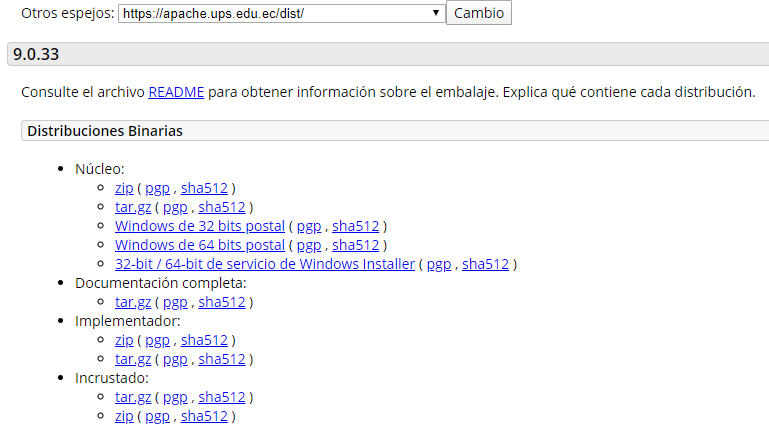 Otros espejos: https://apache.ups.edu.ec/dist/ Cambio
9.0.33
Consulte el archivo README para obtener información sobre el embalaje. Explica qué contiene cada distribución.
Distribuciones Binarias
Núcleo:
zip ( pgp , sha512 )
tar.gz ( pgp , sha512 )
Windows de 32 bits postal ( pgp , sha512 )
Windows de 64 bits postal ( pgp , sha512 )
32-bit / 64-bit de servicio de Windows Installer ( pgp , sha512 )
Documentación completa:
tar.gz ( pgp , sha512 )
Implementador:
zip ( pgp , sha512 )
tar.gz ( pgp , sha512 )
Incrustado:
tar.gz ( pgp , sha512 )
zip ( pgp , sha512 )